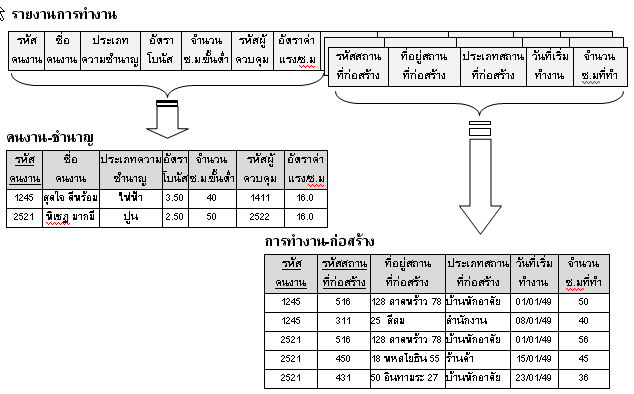 รายงานการทำงาน
รหัส ชื่อ ประเภท อัตรา จำนวน รหัสผู้ อัตราค่า
คนงาน คนงาน ความชำนาญ โบนัส ช.ม.ขั้นต่ำ ควบคุม แรง/ช.ม
รหัสสถาน ที่อยู่สถาน ประเภทสถาน วันที่เริ่ม จำนวน
ที่ก่อสร้าง ที่ก่อสร้าง ที่ก่อสร้าง ทำงาน ช.มที่ทำ
คนงาน-ชำนาญ
รหัส ชื่อ ประเภทความ อัตรา จำนวน รหัสผู้ อัตราค่า
คนงาน คนงาน ชำนาญ โบนัส ช.ม.ขั้นต่ำ ควบคุม แรง/ช.ม
1245 สุดใจ ดีพร้อม ไฟฟ้า 3.50 40 1411 16.0
2521 พิเชฎ มากมี ปูน 2.50 50 2522 16.0
การทำงาน-ก่อสร้าง
รหัส รหัสสถาน ที่อยู่สถาน ประเภทสถาน วันที่เริ่ม จำนวน
คนงาน ที่ก่อสร้าง ที่ก่อสร้าง ที่ก่อสร้าง ทำงาน ช.มที่ทำ
1245 516 128 ลาดพร้าว 78 บ้านพักอาศัย 01/01/49 50
1245 311 25 สีลม สำนักงาน 08/01/49 40
2521 516 128 ลาดพร้าว 78 บ้านพักอาศัย 01/01/49 56
2521 450 18 พหลโยธิน 55 ร้านค้า 15/01/49 45
2521 431 50 อินทามระ 27 บ้านพักอาศัย 23/01/49 36